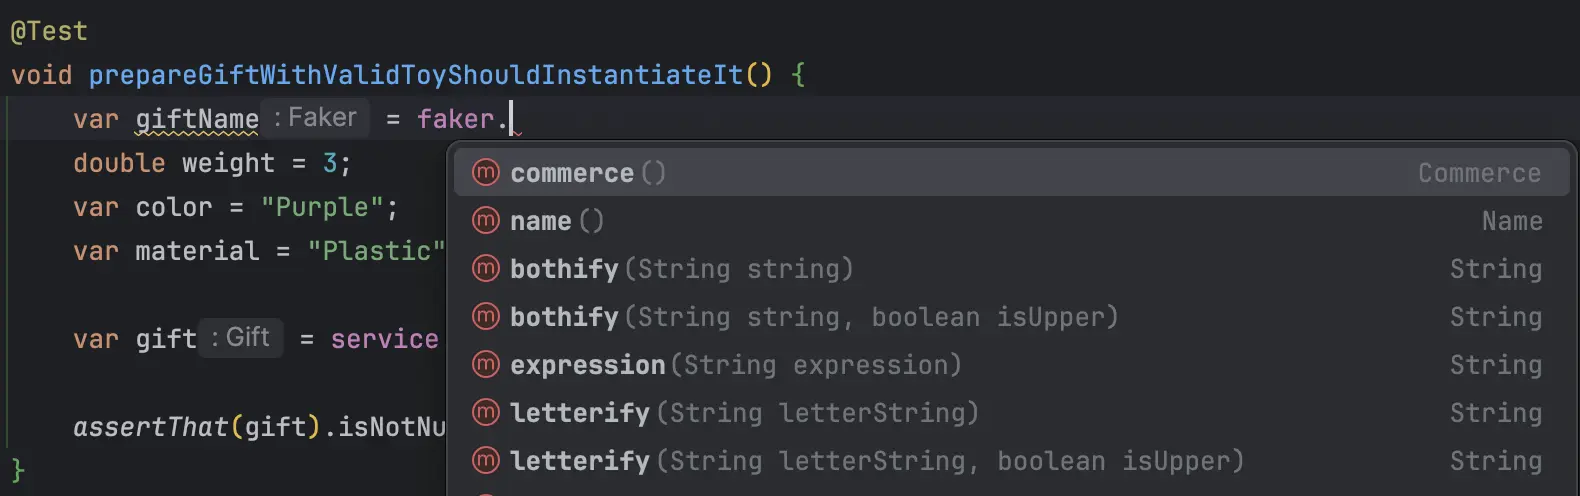 @Test
void prepareGiftWithValidToyShouldInstantiateIt() {
var giftName : Faker = faker.
double weight = 3;
var color = "Purple";
var material = "Plastic"
var gift : Gift = service
assertThat(gift).isNotNu
}
commerce() Commerce
name() Name
bothify(String string) String
bothify(String string, boolean isUpper) String
expression(String expression) String
letterify(String letterString) String
letterify(String letterString, boolean isUpper) String